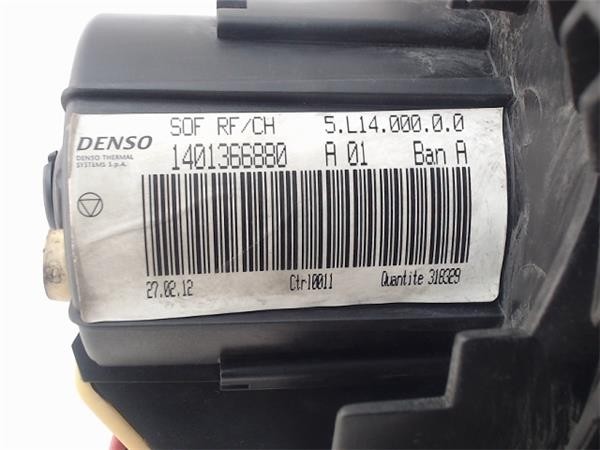 SOF RF/CH 5.L14.000.0.0
DENSO
DENSO THERMAL
SYSTEMS S.p.A.
1401366880 A 01 Ban A
27.02.12 Ctrl0011 Quantite 318329